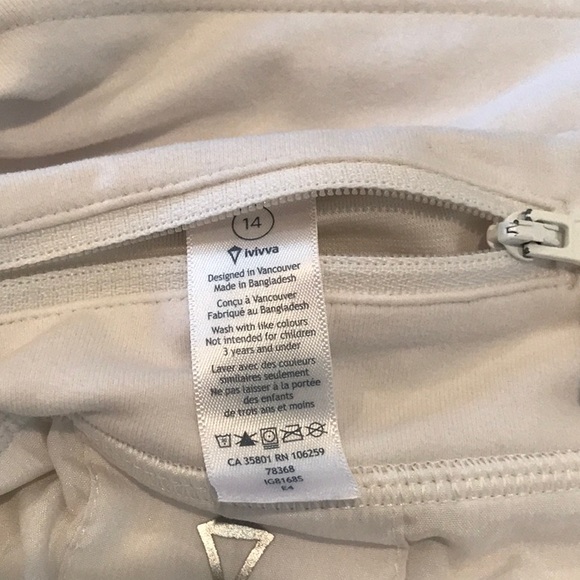 14
ivivva
Designed in Vancouver
Made in Bangladesh
Conçu à Vancouver
Fabriqué au Bangladesh
Wash with like colours
Not intended for children
3 years and under
Laver avec des couleurs
similaires seulement
Ne pas laisser à la portée
des enfants
de trois ans et moins
CA 35801 RN 106259
78368
IGB1685
E4